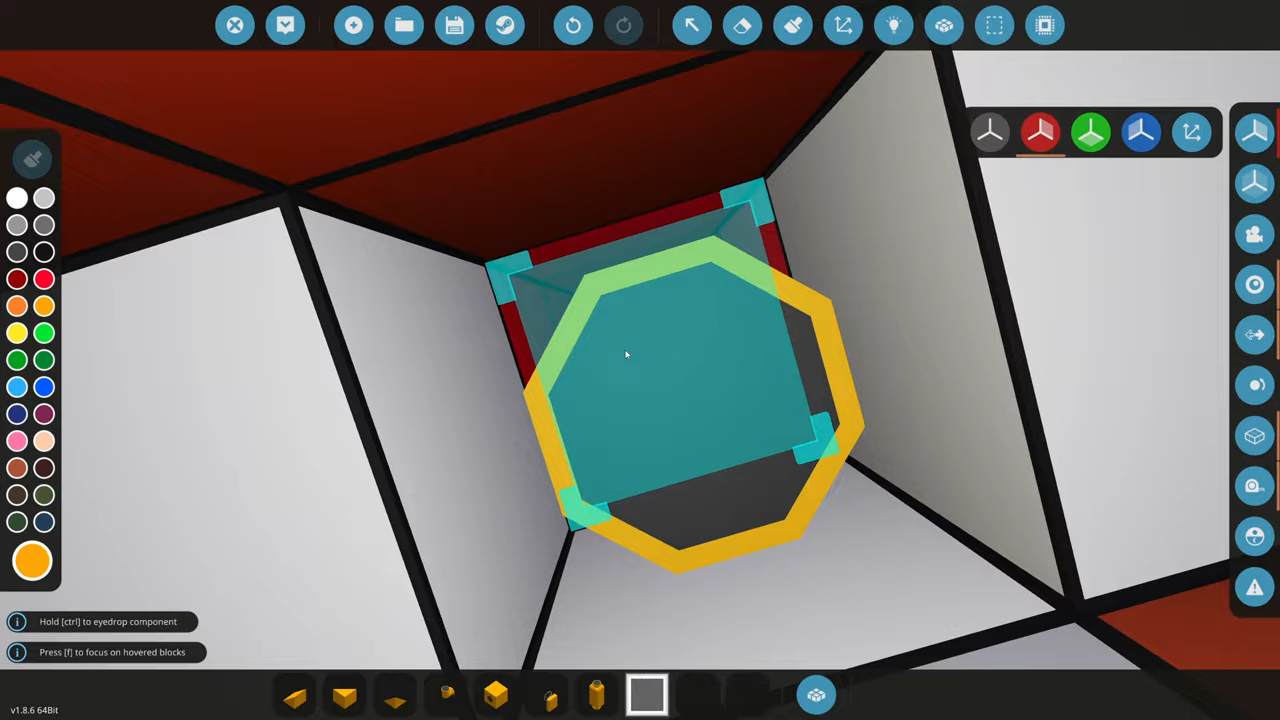 Hold [ctrl] to eyedrop component
Press [f] to focus on hovered blocks
v1.8.6 64Bit